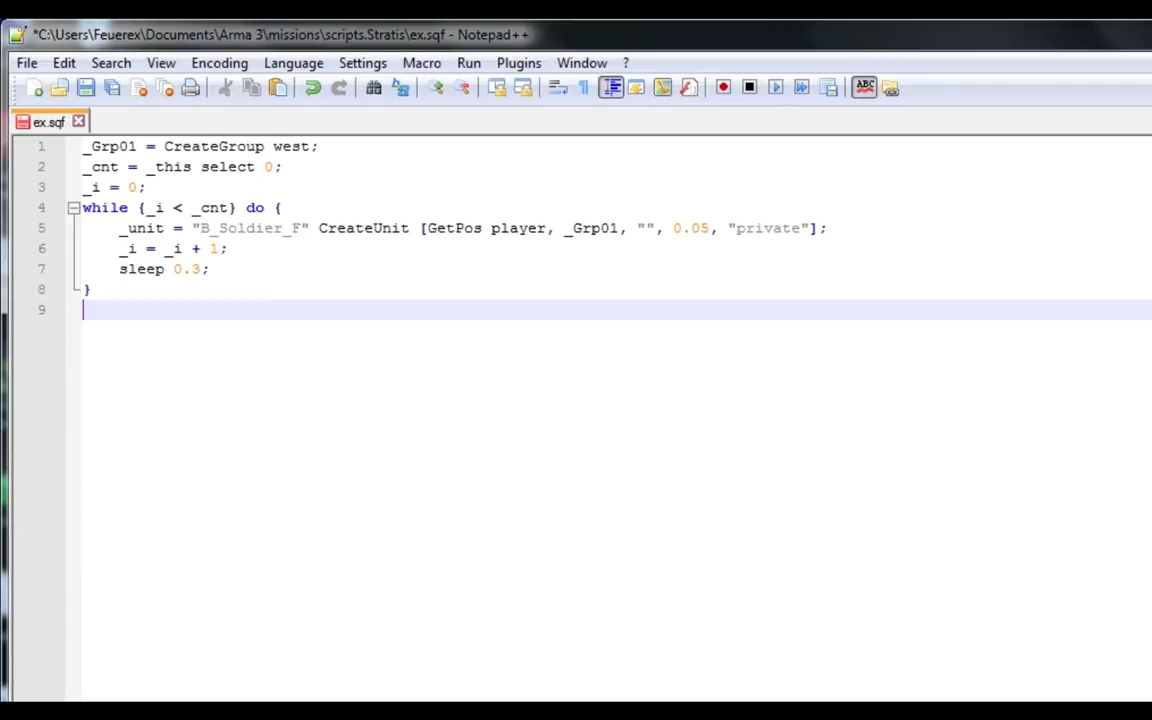 *C:\Users\Feuerex\Documents\Arma 3\missions\scripts.Stratis\ex.sqf - Notepad++
File Edit Search View Encoding Language Settings Macro Run Plugins Window ?
ABC
ex.sqf
1 _Grp01 = CreateGroup west;
2 _cnt = _this select 0;
3 _i = 0;
4 while {_i < _cnt} do {
5 _unit = "B_Soldier_F" CreateUnit [GetPos player, _Grp01, "", 0.05, "private"];
6 _i = _i + 1;
7 sleep 0.3;
8 }
9